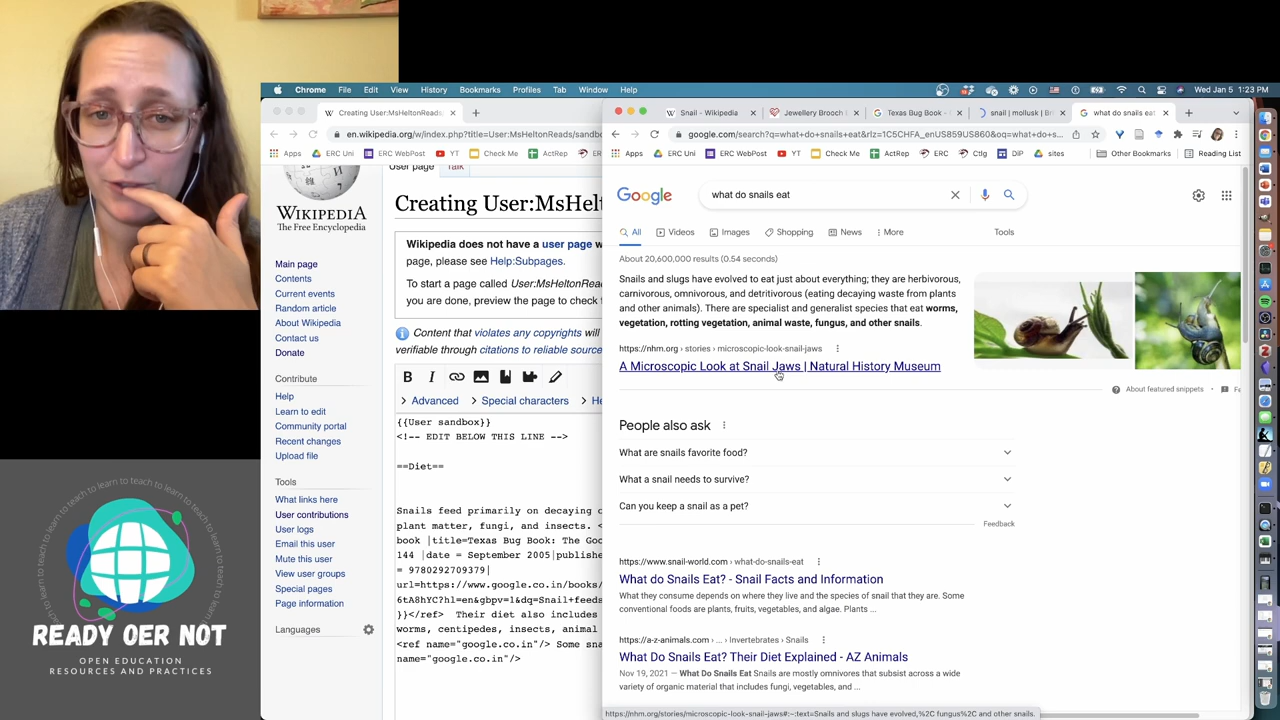 Chrome File Edit View History Bookmarks Profiles Tab Window Help
Wed Jan 5 1:23 PM
Creating User:MsHeltonReads
en.wikipedia.org/w/index.php?title=User:MsHeltonReads/sandbo
Apps ERC Uni ERC WebPost YT Check Me ActRep
WIKIPEDIA
The Free Encyclopedia
Main page
Contents
Current events
Random article
About Wikipedia
Contact us
Donate
Contribute
Help
Learn to edit
Community portal
Recent changes
Upload file
Tools
What links here
User contributions
User logs
Email this user
Mute this user
View user groups
Special pages
Page information
Languages
User page Talk
Creating User:MsHelt
Wikipedia does not have a user page w
page, please see Help:Subpages.
To start a page called User:MsHeltonRea
you are done, preview the page to check
Content that violates any copyrights will
verifiable through citations to reliable source
B I
Advanced Special characters He
{{User sandbox}}
<!-- EDIT BELOW THIS LINE -->
==Diet==
Snails feed primarily on decaying o
plant matter, fungi, and insects. <
book |title=Texas Bug Book: The Goo
144 |date = September 2005|publishe
= 9780292709379|
url=https://www.google.co.in/books/
6tA8hYC?hl=en&gbpv=1&dq=Snail+feeds
}}</ref> Their diet also includes
worms, centipedes, insects, animal
<ref name="google.co.in"/> Some sna
name="google.co.in"/>
Snail - Wikipedia
Jewellery Brooch
Texas Bug Book -
snail | mollusk | Br
what do snails eat
google.com/search?q=what+do+snails+eat&rlz=1C5CHFA_enUS859US860&oq=what+do+s...
Apps ERC Uni ERC WebPost YT Check Me ActRep ERC Ctlg DiP sites Other Bookmarks Reading List
Google
what do snails eat
All Videos Images Shopping News More Tools
About 20,600,000 results (0.54 seconds)
Snails and slugs have evolved to eat just about everything; they are herbivorous,
carnivorous, omnivorous, and detritivorous (eating decaying waste from plants
and other animals). There are specialist and generalist species that eat worms,
vegetation, rotting vegetation, animal waste, fungus, and other snails.
https://nhm.org › stories › microscopic-look-snail-jaws
A Microscopic Look at Snail Jaws | Natural History Museum
About featured snippets
People also ask
What are snails favorite food?
What a snail needs to survive?
Can you keep a snail as a pet?
Feedback
https://www.snail-world.com › what-do-snails-eat
What do Snails Eat? - Snail Facts and Information
What they consume depends on where they live and the species of snail that they are. Some
conventional foods are plants, fruits, vegetables, and algae. Plants ...
https://a-z-animals.com › ... › Invertebrates › Snails
What Do Snails Eat? Their Diet Explained - AZ Animals
Nov 19, 2021 — What Do Snails Eat Snails are mostly omnivores that subsist across a wide
variety of organic material that includes fungi, vegetables, and ...
https://nhm.org/stories/microscopic-look-snail-jaws#:~:text=Snails and slugs have evolved,%2C fungus%2C and other snails.
to learn to teach to learn to teach to learn to teach
READY OER NOT
OPEN EDUCATION
RESOURCES AND PRACTICES